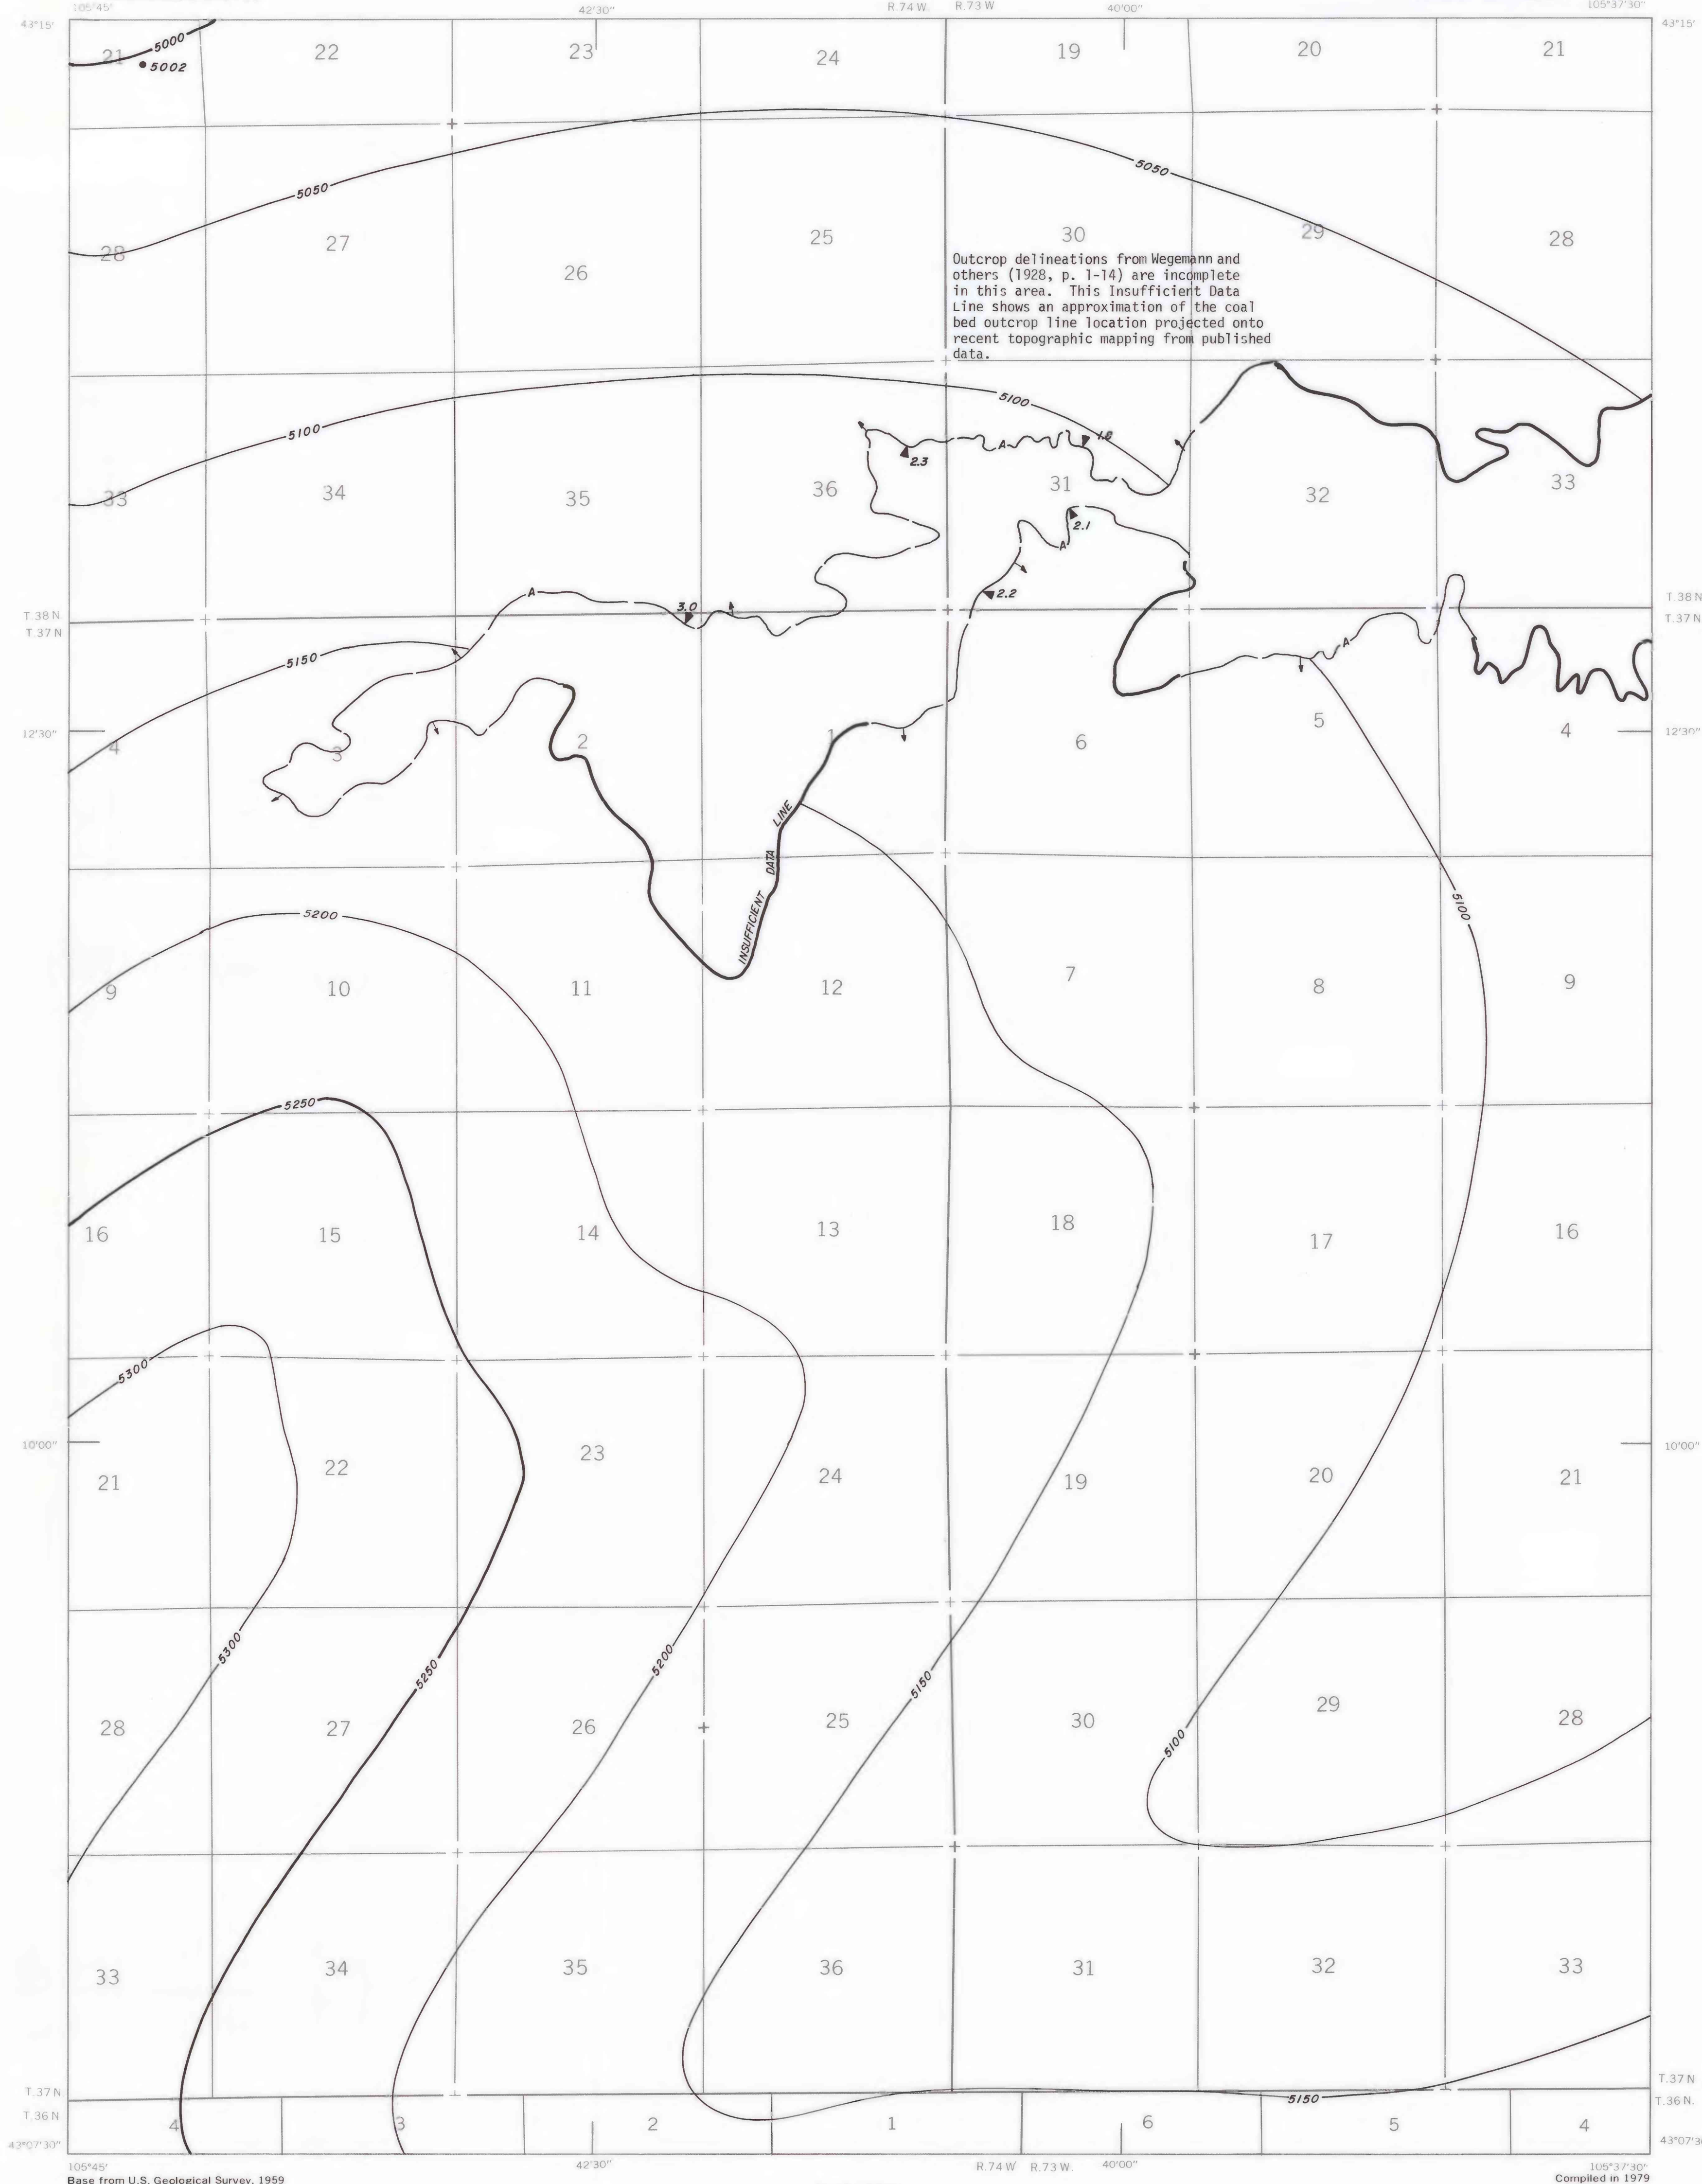 105°45' 42'30" R.74 W. R.73 W 40'00" 105°37'30"
43°15' 43°15'
5000
21 22 23 24 19 20 21
5002
5050
5050
28 27 26 25 30 29 28
Outcrop delineations from Wegemann and
others (1928, p. 1-14) are incomplete
in this area. This Insufficient Data
Line shows an approximation of the coal
bed outcrop line location projected onto
recent topographic mapping from published
data.
5100
5100
A 1.8
2.3
33 34 35 36 31 32 33
2.1
A
A 3.0 2.2
T.38 N T.38 N
T.37 N T.37 N
A
5150
12'30" 12'30"
4 3 2 1 6 5 4
INSUFFICIENT DATA LINE
5200
5100
9 10 11 12 7 8 9
5250
16 15 14 13 18 17 16
5300
10'00" 10'00"
21 22 23 24 19 20 21
5300
5250
5200
5150
5100
28 27 26 25 30 29 28
33 34 35 36 31 32 33
T.37 N T.37 N
T.36 N T.36 N.
5150
4 3 2 1 6 5 4
43°07'30" 43°07'30
105°45' 42'30" R.74 W R.73 W. 40'00" 105°37'30"
Base from U.S. Geological Survey, 1959
Compiled in 1979